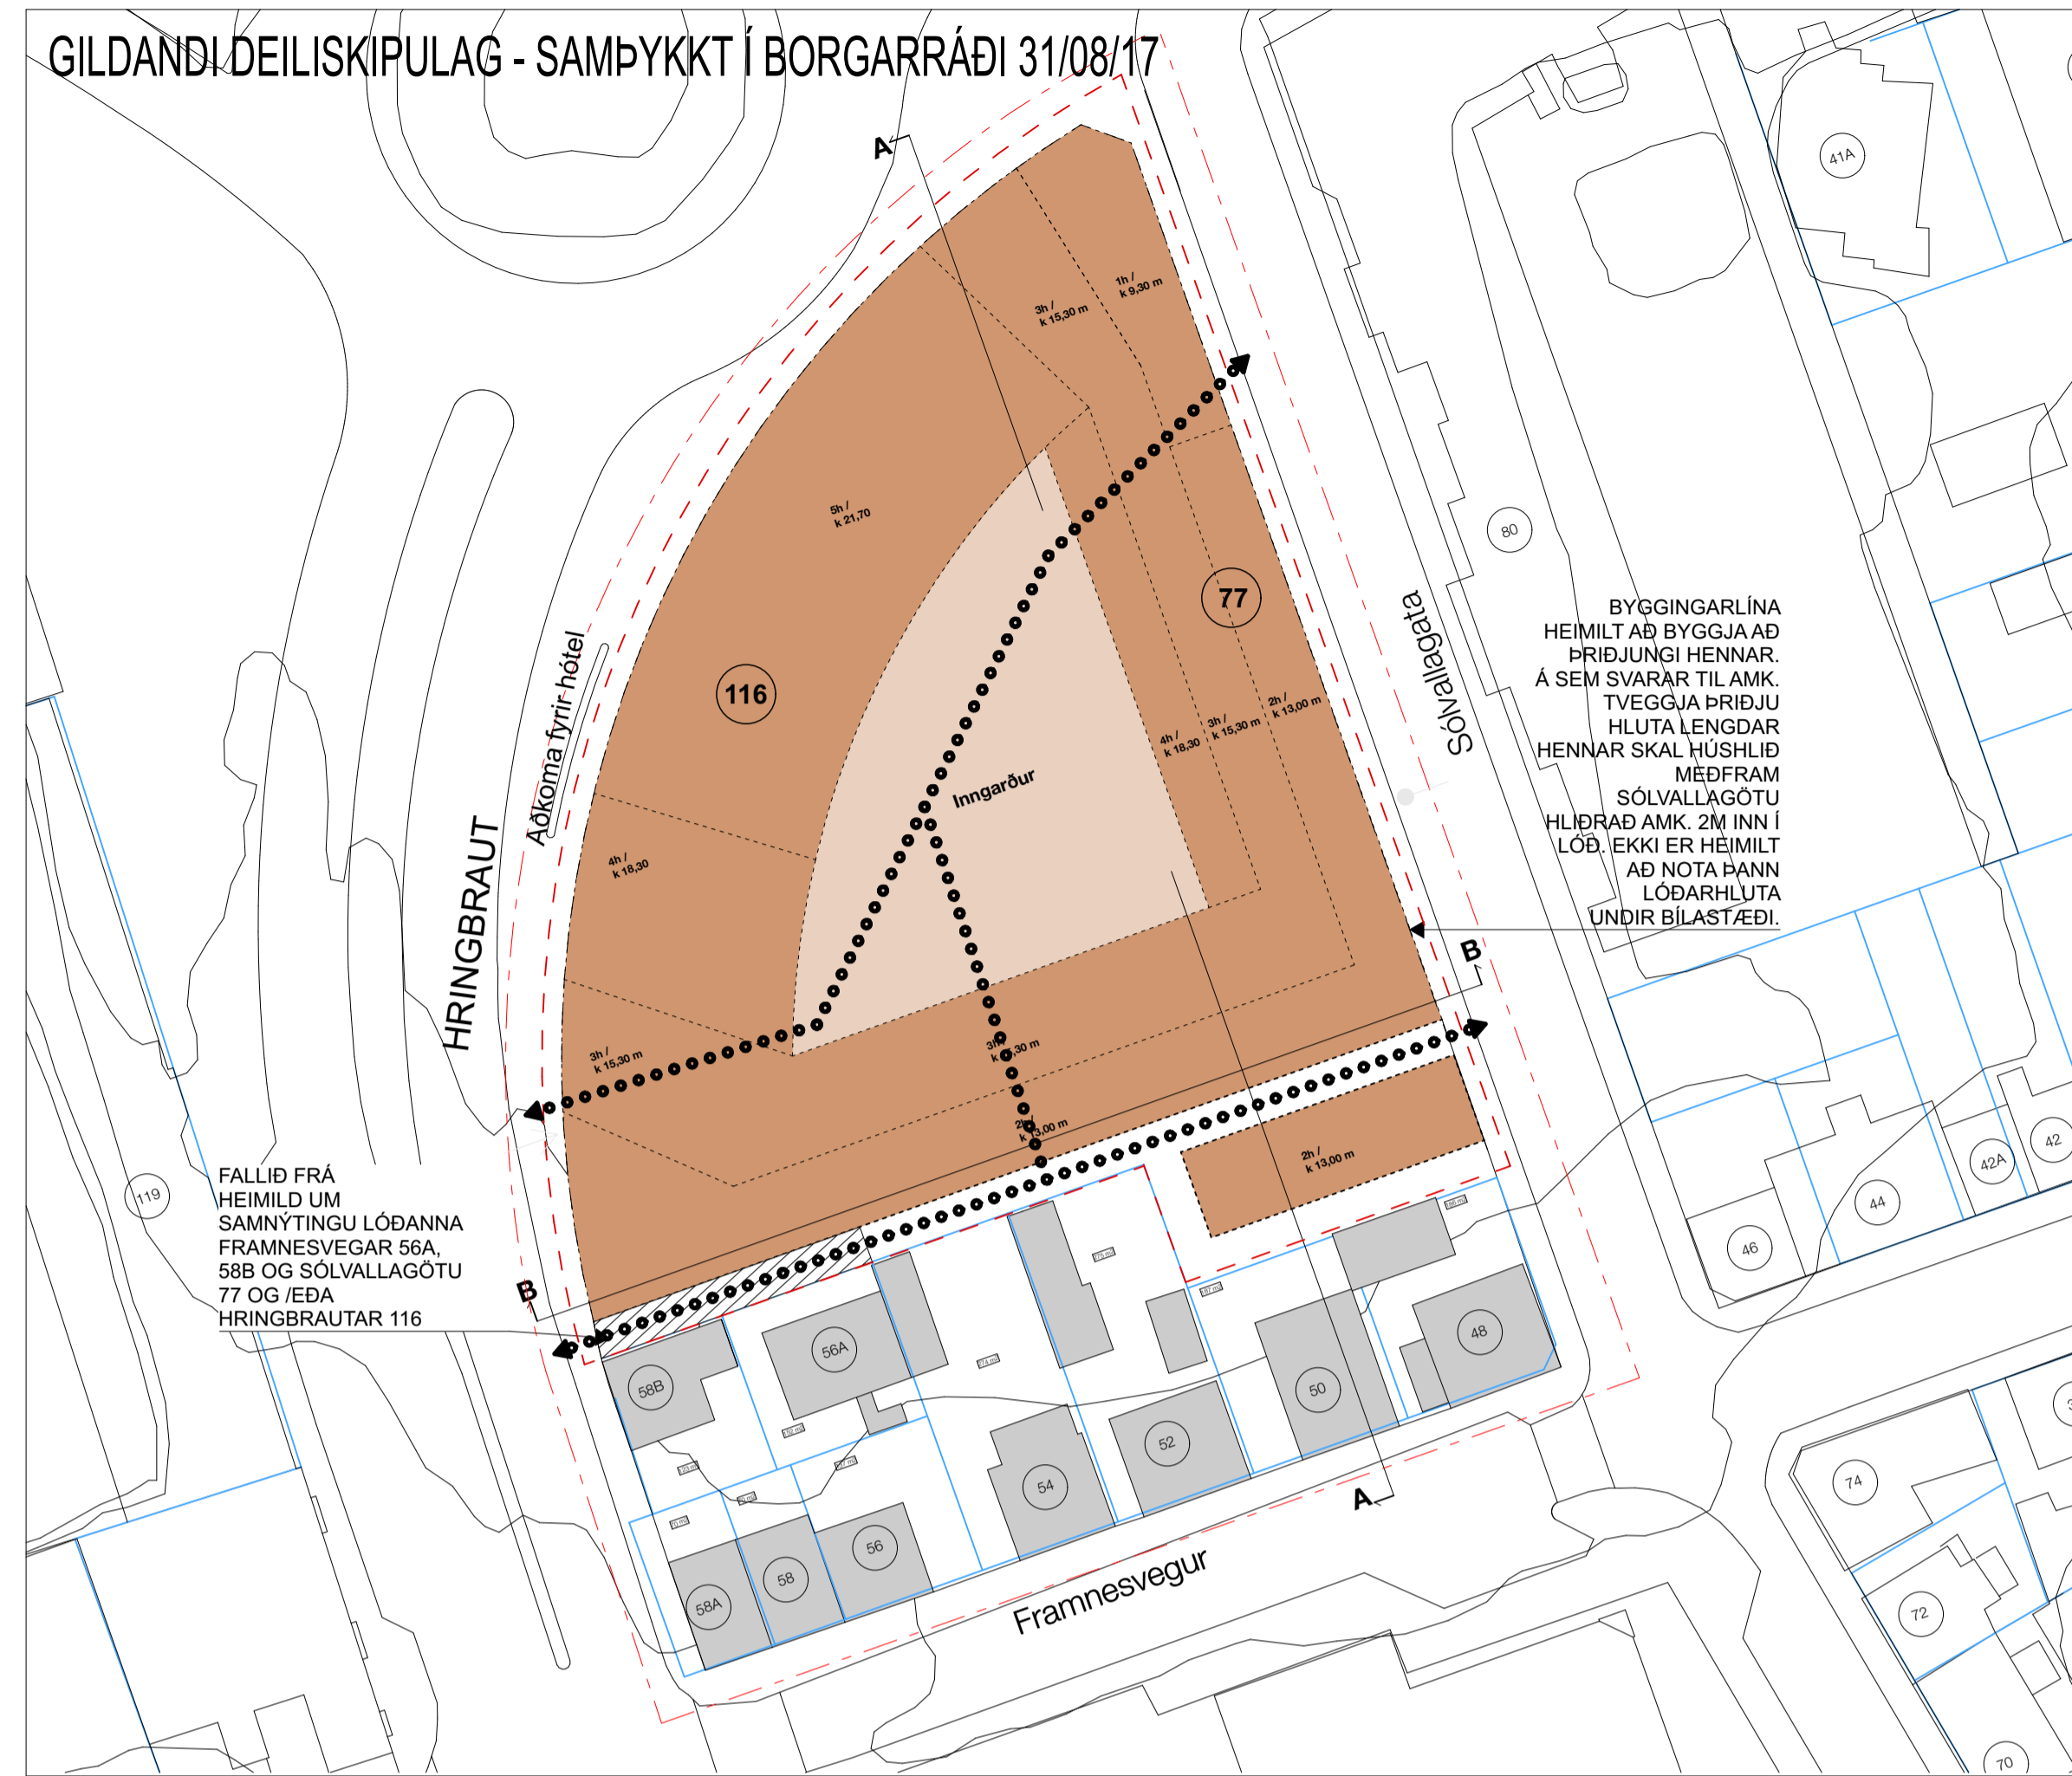 GILDANDI DEILISKIPULAG - SAMÞYKKT Í BORGARRÁÐI 31/08/17
A
41A
1h /
k 9,30 m
3h /
k 15,30 m
5h /
k 21,70
80
77
116
BYGGINGARLÍNA
HEIMILT AÐ BYGGJA AÐ
ÞRIÐJUNGI HENNAR.
Á SEM SVARAR TIL AMK.
TVEGGJA ÞRIÐJU
HLUTA LENGDAR
HENNAR SKAL HÚSHLIÐ
MEÐFRAM
SÓLVALLAGÖTU
HLIÐRAÐ AMK. 2M INN Í
LÓÐ. EKKI ER HEIMILT
AÐ NOTA ÞANN
LÓÐARHLUTA
UNDIR BÍLASTÆÐI.
Sólvallagata
Aðkoma fyrir hótel
HRINGBRAUT
4h /
k 18,30
3h /
k 15,30 m
2h /
k 13,00 m
Inngarður
4h /
k 18,30
B
3h /
k 15,30 m
3h
k ,30 m
2h
k 13,00 m
2h /
k 13,00 m
119
FALLIÐ FRÁ
HEIMILD UM
SAMNÝTINGU LÓÐANNA
FRAMNESVEGAR 56A,
58B OG SÓLVALLAGÖTU
77 OG /EÐA
HRINGBRAUTAR 116
B
42
42A
44
46
48
50
52
54
56A
58B
56
58
58A
A
Framnesvegur
74
72
70